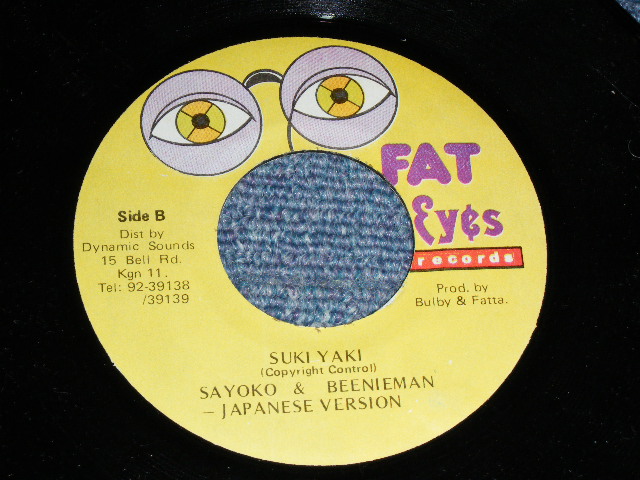 FAT
Eyes
records
Side B
Dist by
Dynamic Sounds
15 Bell Rd.
Kgn 11.
Tel: 92-39138
/39139
Prod. by
Bulby & Fatta.
SUKI YAKI
(Copyright Control)
SAYOKO & BEENIEMAN
– JAPANESE VERSION